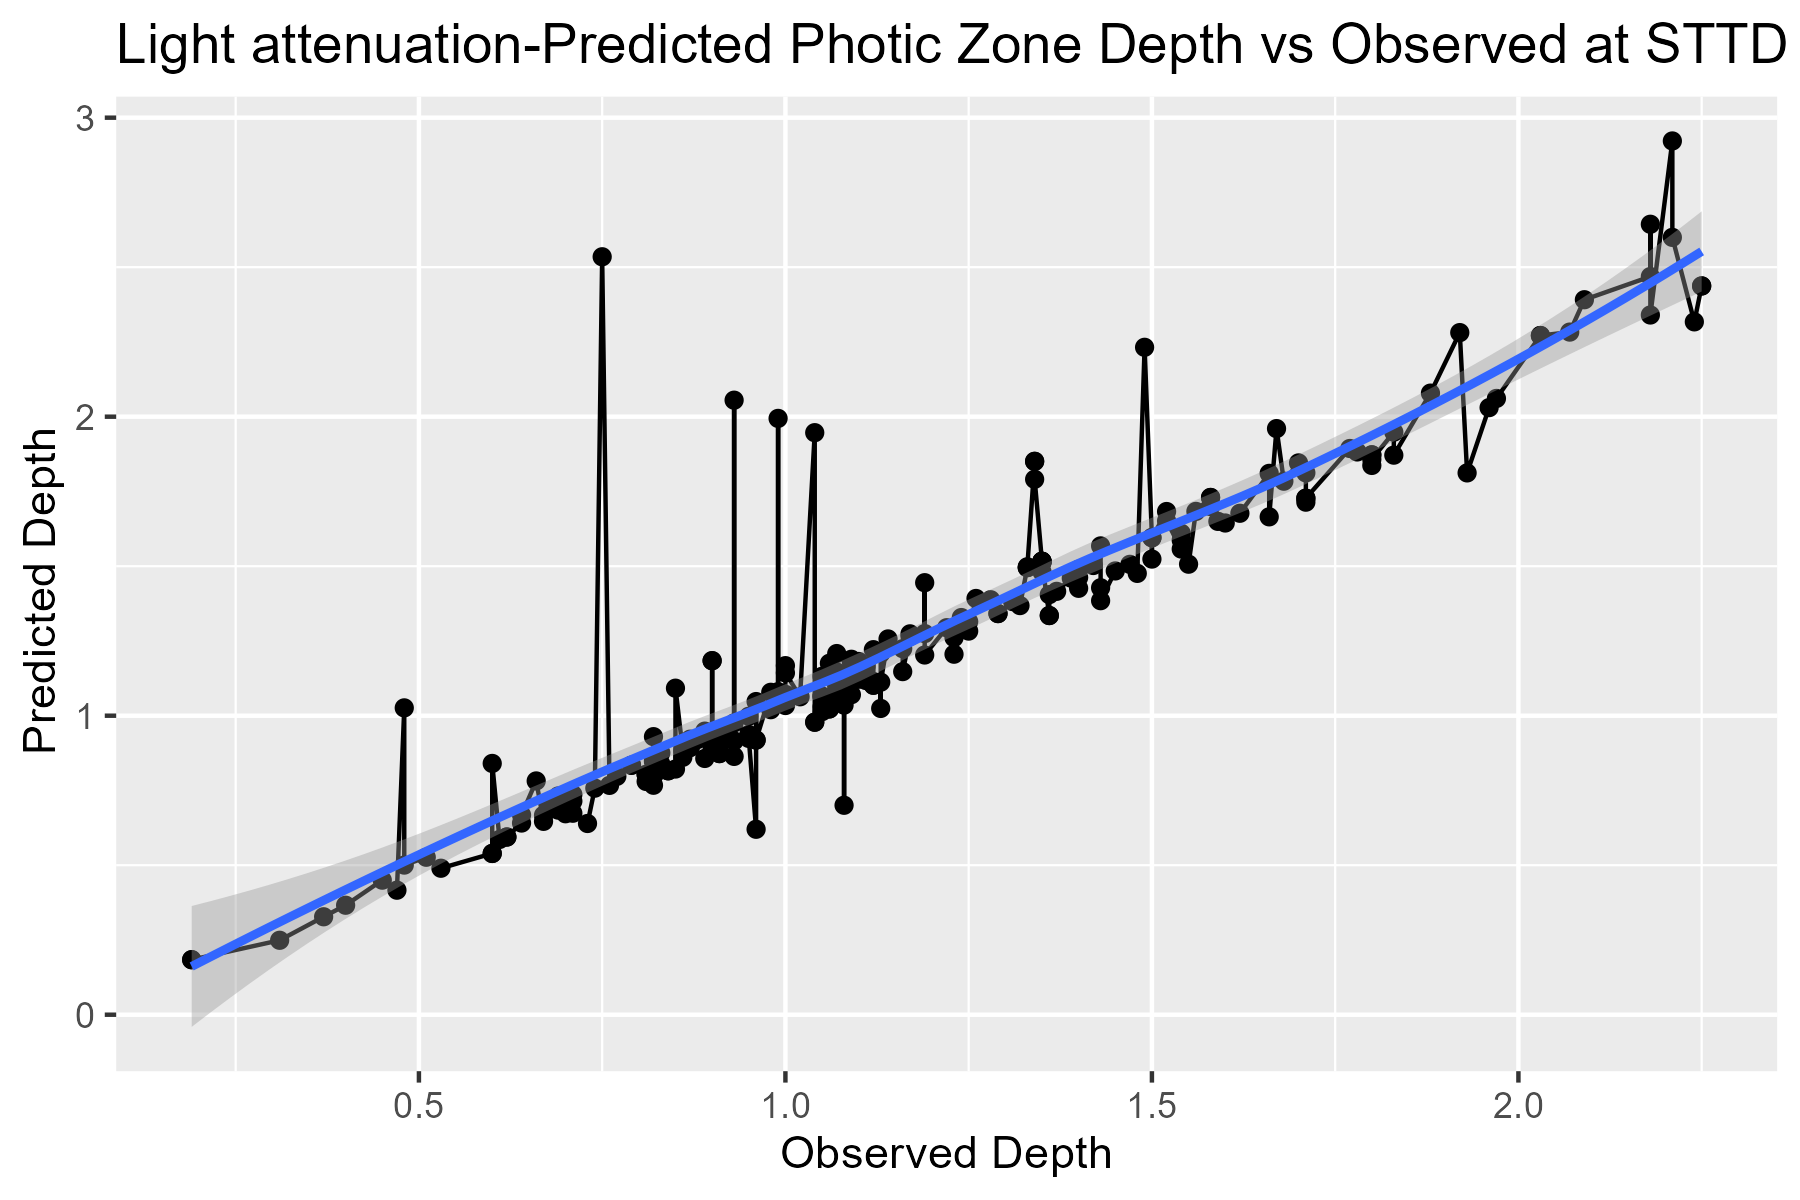 Light attenuation-Predicted Photic Zone Depth vs Observed at STTD
3
2
1
0
Predicted Depth
0.5 1.0 1.5 2.0
Observed Depth